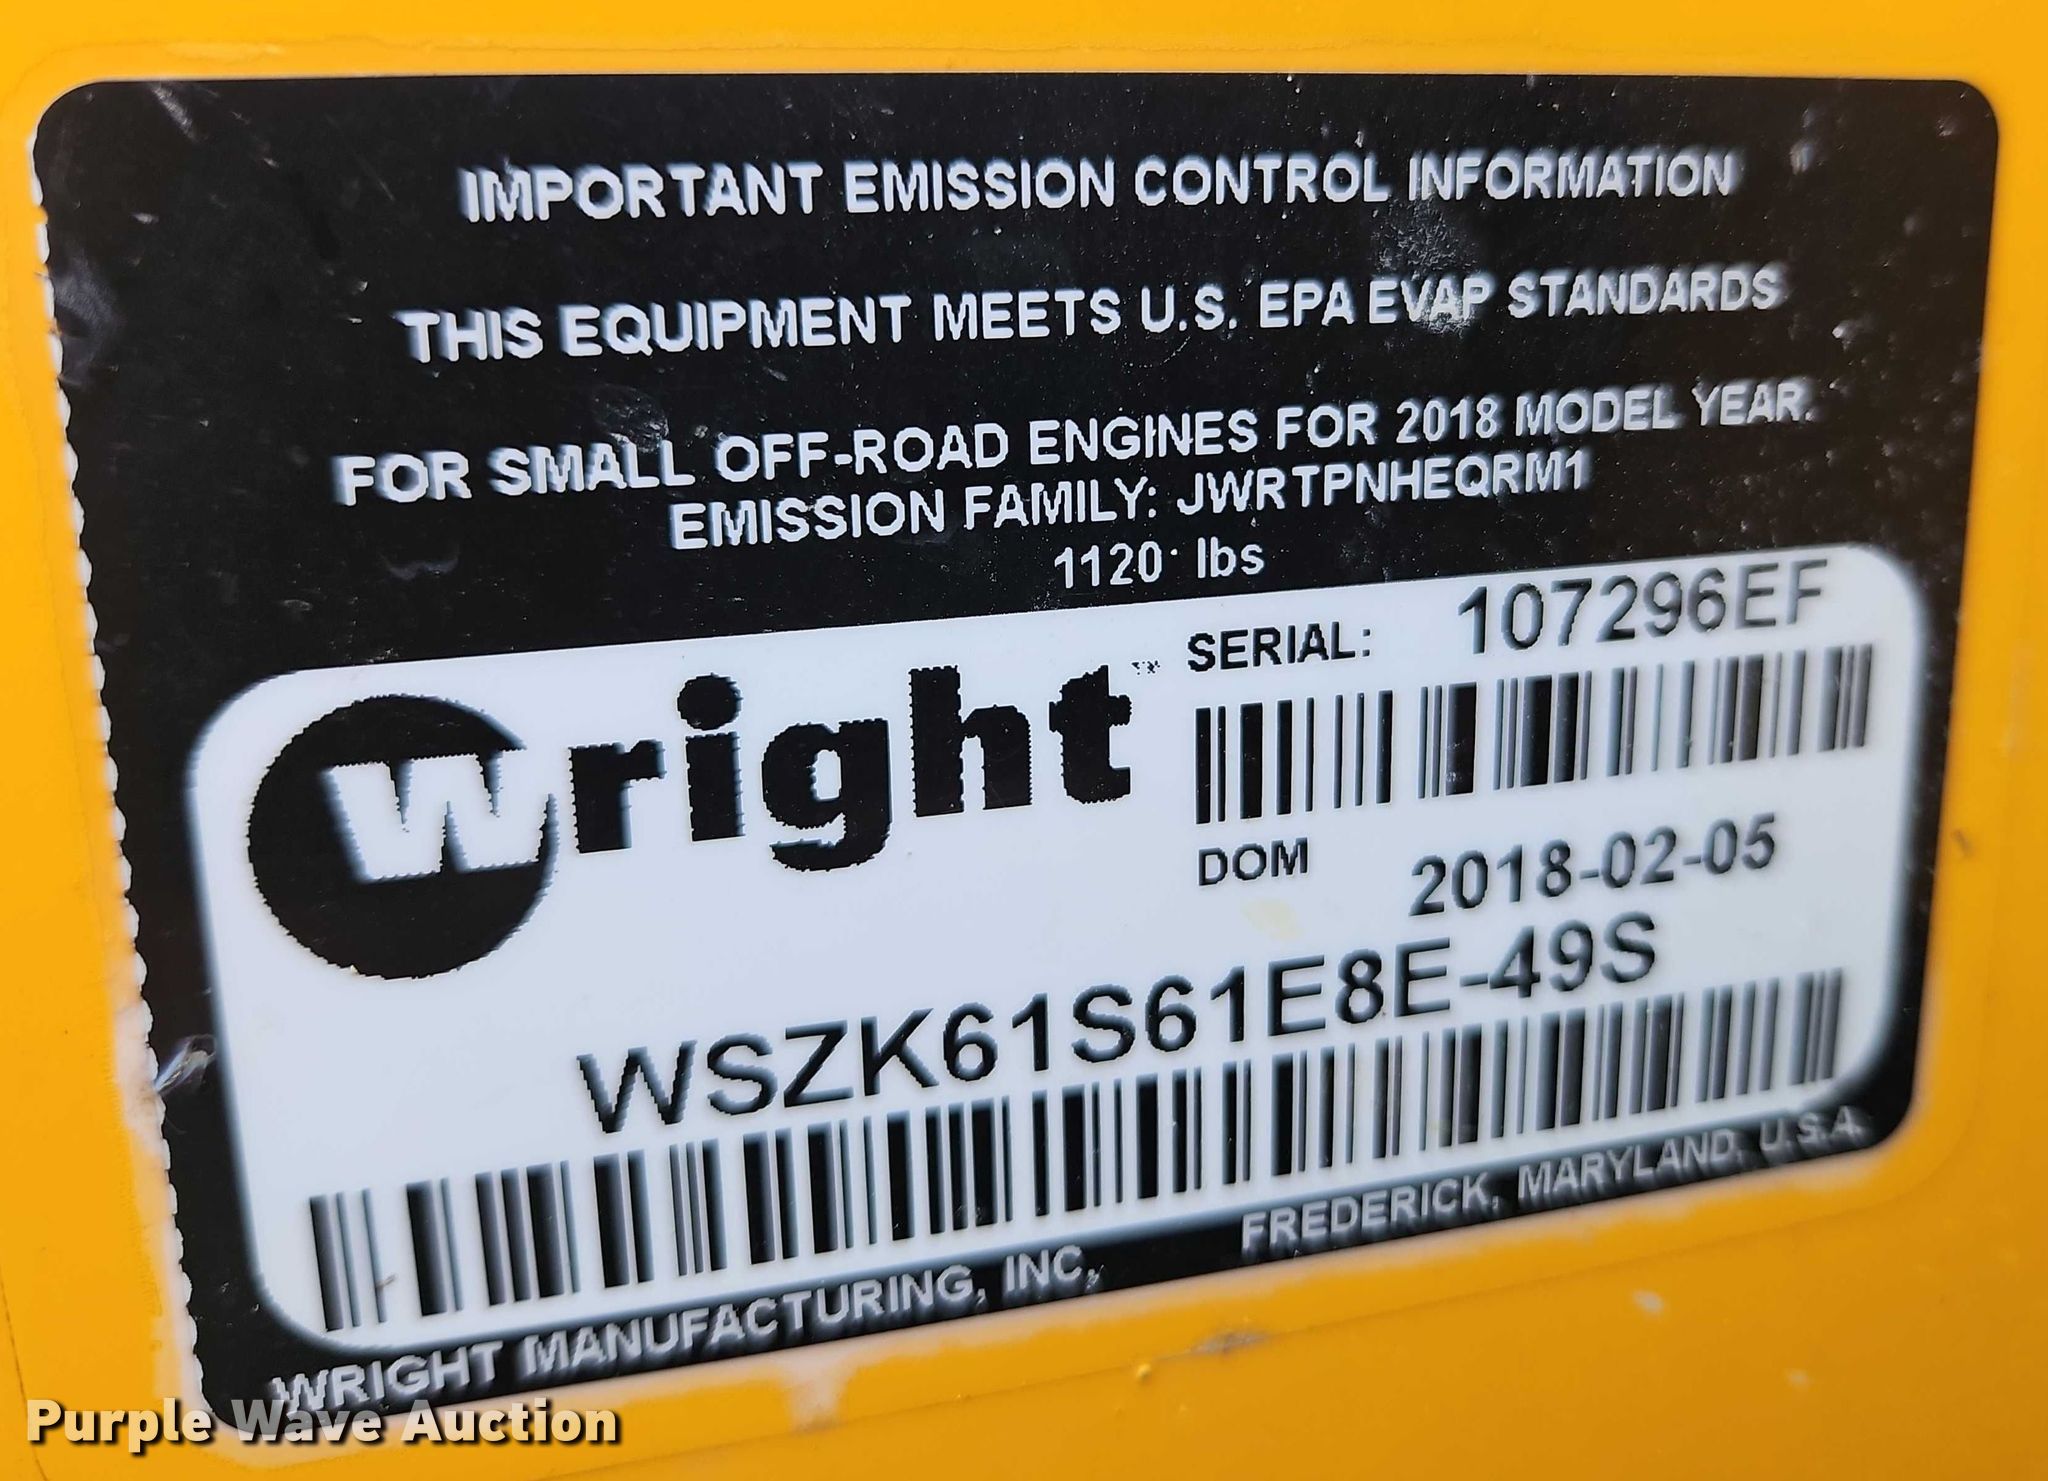 IMPORTANT EMISSION CONTROL INFORMATION
THIS EQUIPMENT MEETS U.S. EPA EVAP STANDARDS
FOR SMALL OFF-ROAD ENGINES FOR 2018 MODEL YEAR.
EMISSION FAMILY: JWRTPNHEQRM1
1120 lbs
wright™
SERIAL: 107296EF
DOM 2018-02-05
WSZK61S61E8E-49S
WRIGHT MANUFACTURING, INC. FREDERICK, MARYLAND, U.S.A.
Purple Wave Auction